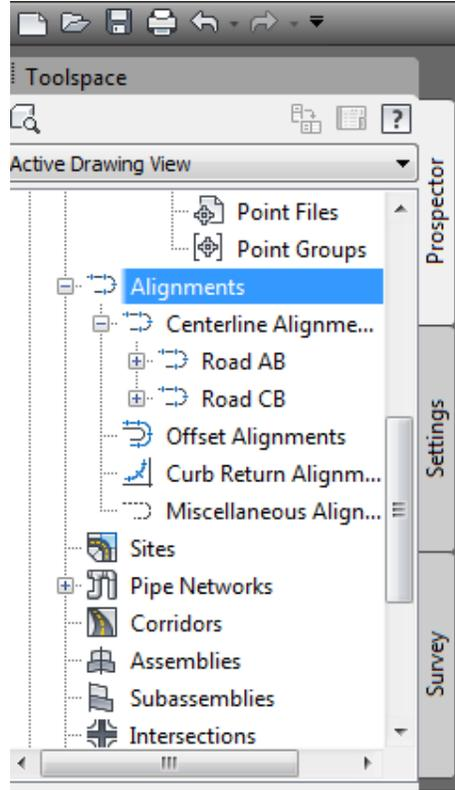 Toolspace
?
Active Drawing View
Point Files
Point Groups
Alignments
Centerline Alignme...
Road AB
Road CB
Offset Alignments
Curb Return Alignm...
Miscellaneous Align...
Sites
Pipe Networks
Corridors
Assemblies
Subassemblies
Intersections
Prospector
Settings
Survey